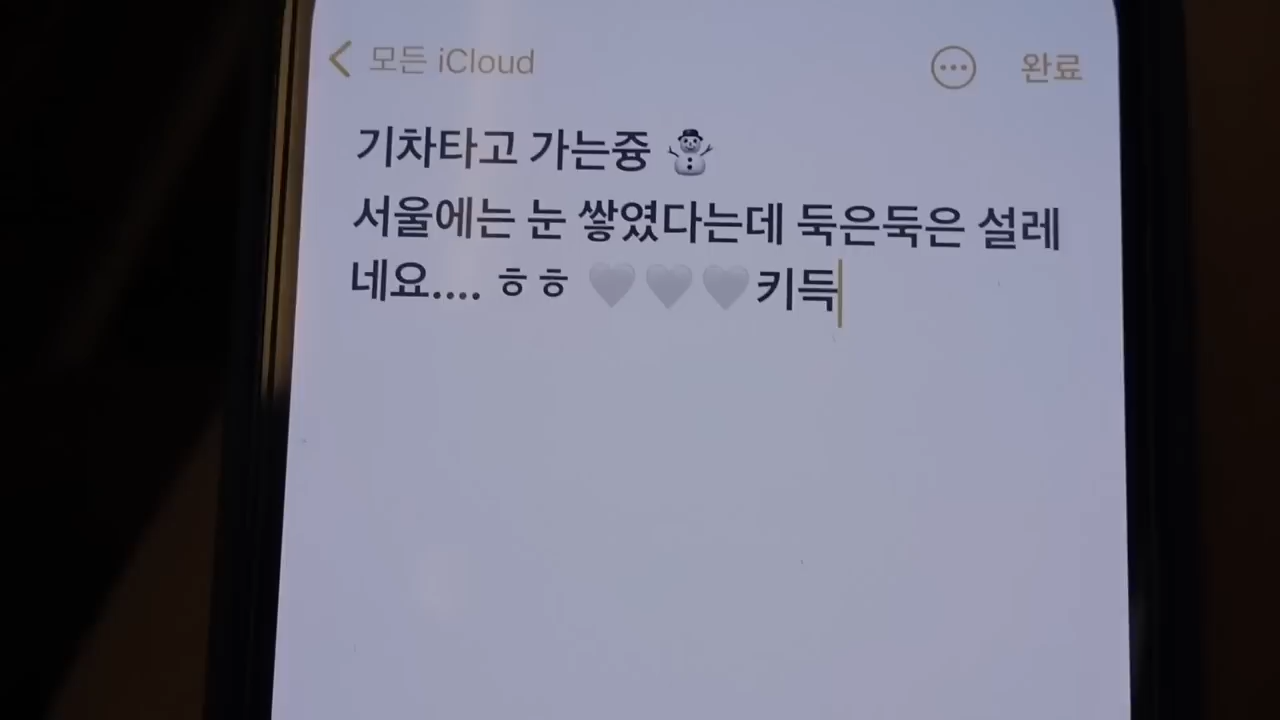 모든 iCloud
완료
기차타고 가는즁 ⛄
서울에는 눈 쌓였다는데 둑은둑은 설레
네요.... ㅎㅎ 🤍🤍🤍키득